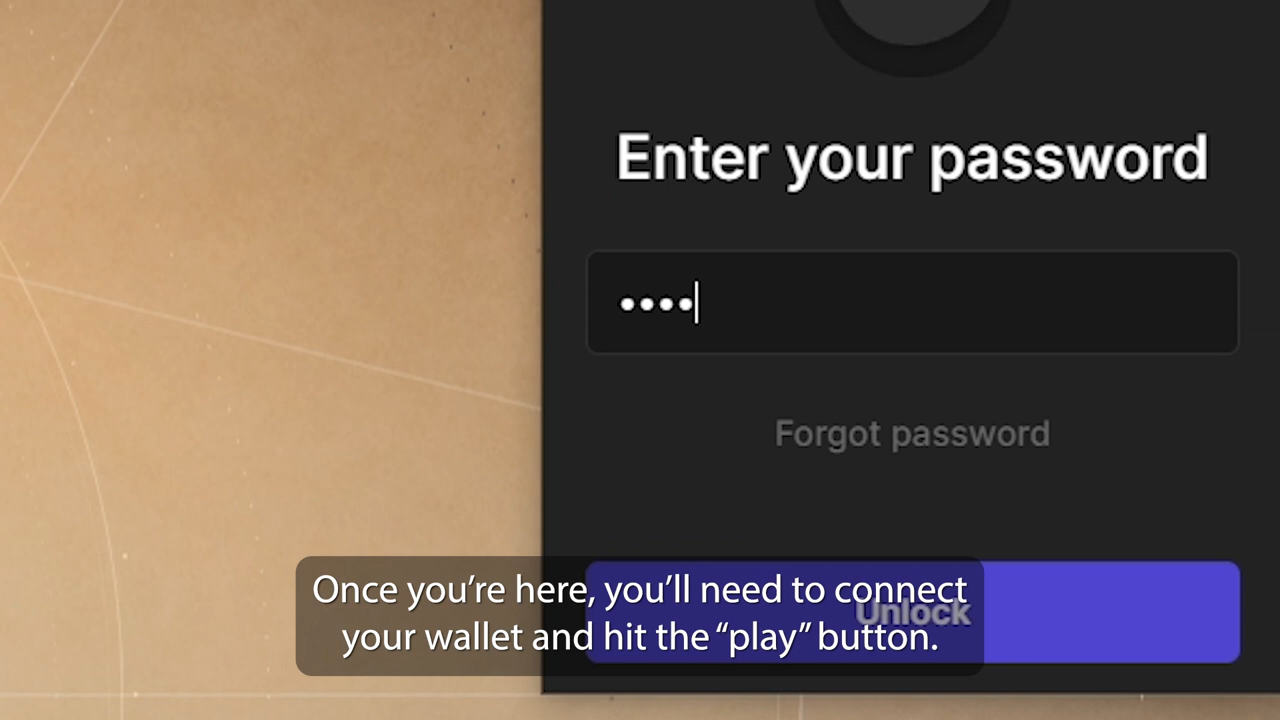 Enter your password
••••
Forgot password
Unlock
Once you’re here, you’ll need to connect
your wallet and hit the “play” button.